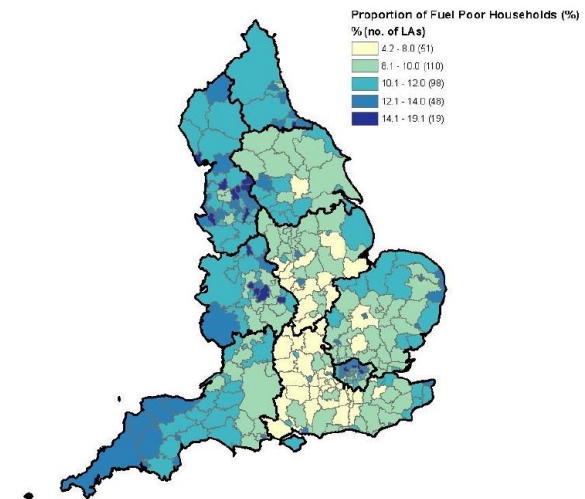 Proportion of Fuel Poor Households (%)
% (no. of LAs)
4.2 - 8.0 (51)
8.1 - 10.0 (110)
10.1 - 12.0 (98)
12.1 - 14.0 (48)
14.1 - 19.1 (19)